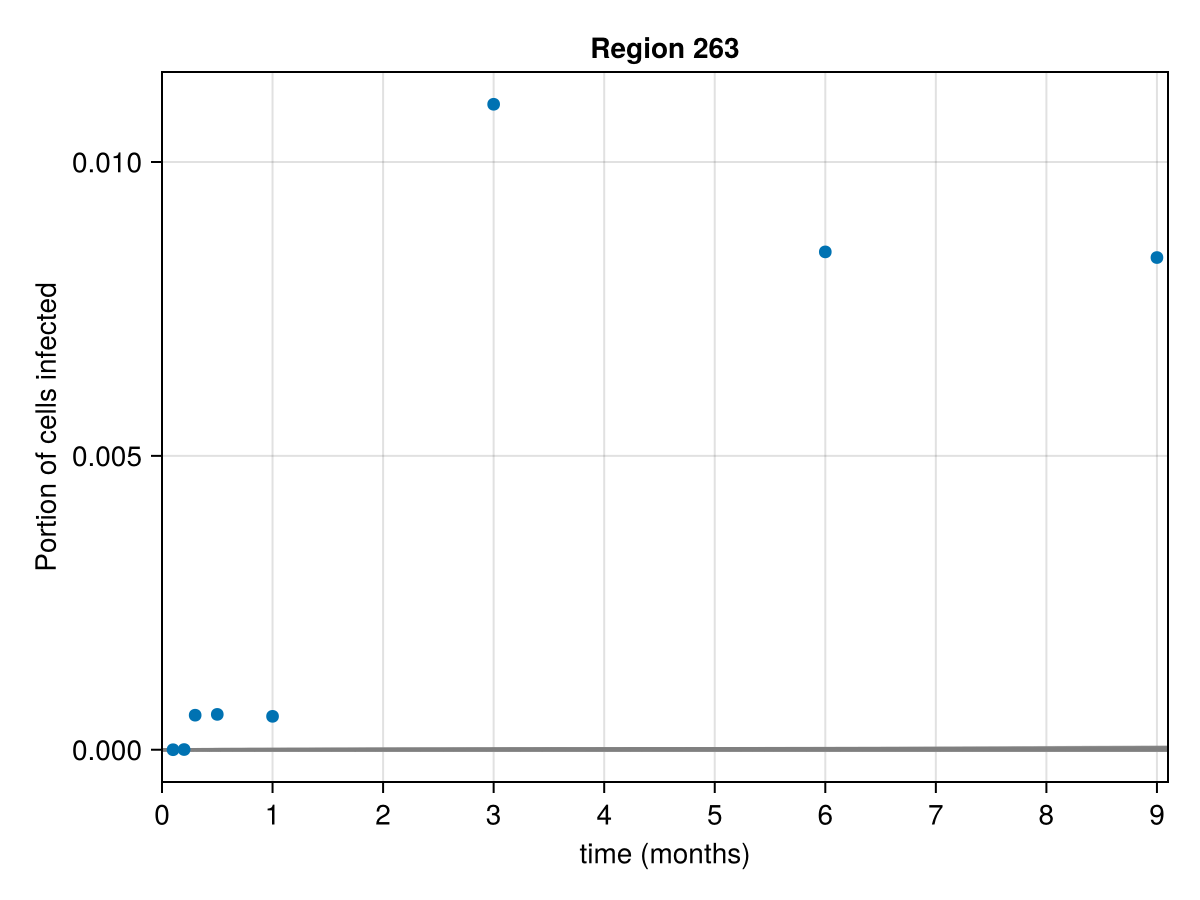 Region 263
Portion of cells infected
0.010
0.005
0.000
0 1 2 3 4 5 6 7 8 9
time (months)